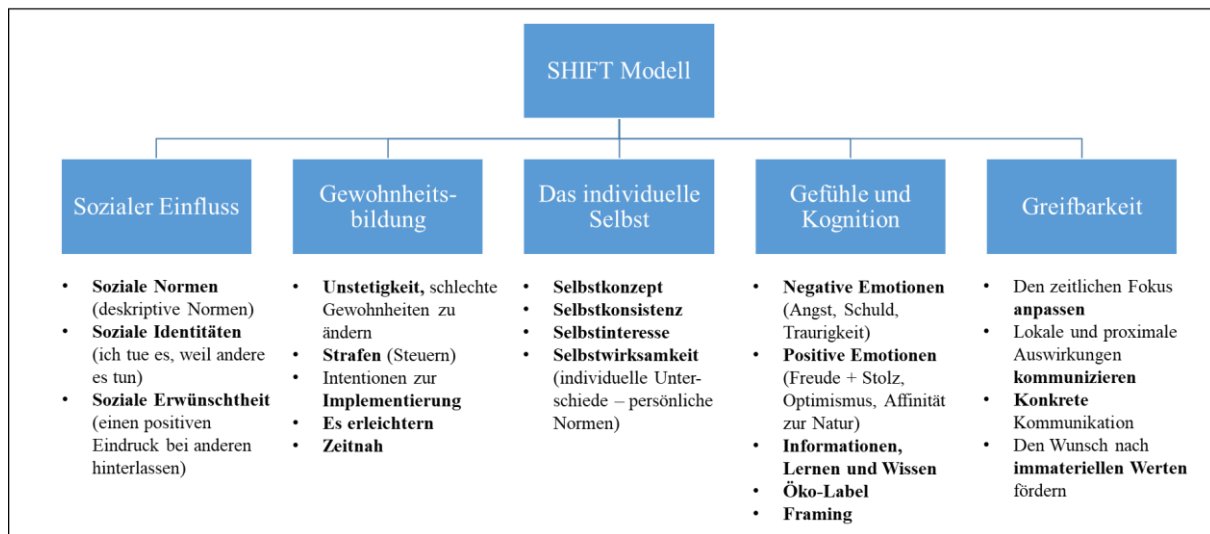 SHIFT Modell
Sozialer Einfluss
Gewohnheits-
bildung
Das individuelle
Selbst
Gefühle und
Kognition
Greifbarkeit
• Soziale Normen
(deskriptive Normen)
• Soziale Identitäten
(ich tue es, weil andere
es tun)
• Soziale Erwünschtheit
(einen positiven
Eindruck bei anderen
hinterlassen)
• Unstetigkeit, schlechte
Gewohnheiten zu
ändern
• Strafen (Steuern)
• Intentionen zur
Implementierung
• Es erleichtern
• Zeitnah
• Selbstkonzept
• Selbstkonsistenz
• Selbstinteresse
• Selbstwirksamkeit
(individuelle Unter-
schiede – persönliche
Normen)
• Negative Emotionen
(Angst, Schuld,
Traurigkeit)
• Positive Emotionen
(Freude + Stolz,
Optimismus, Affinität
zur Natur)
• Informationen,
Lernen und Wissen
• Öko-Label
• Framing
• Den zeitlichen Fokus
anpassen
• Lokale und proximale
Auswirkungen
kommunizieren
• Konkrete
Kommunikation
• Den Wunsch nach
immateriellen Werten
fördern